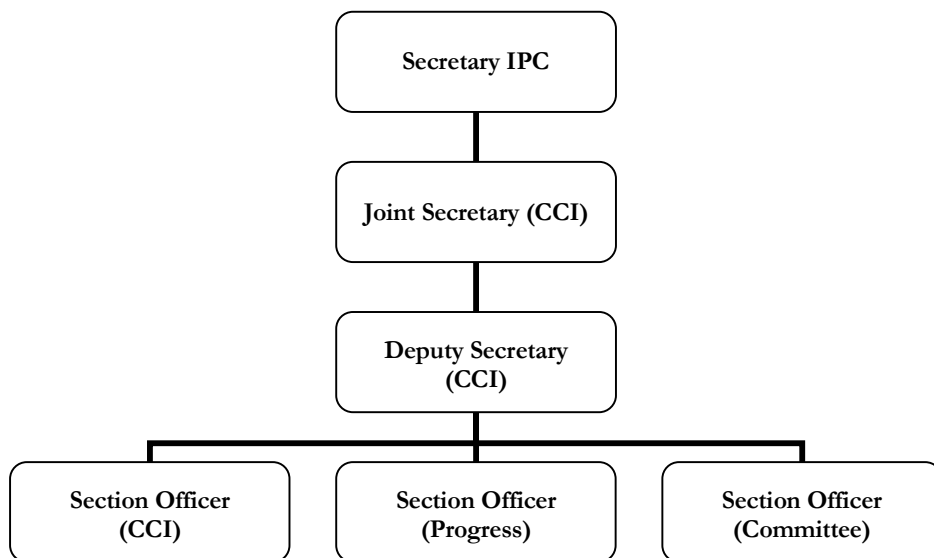 Secretary IPC
Joint Secretary (CCI)
Deputy Secretary
(CCI)
Section Officer
(CCI)
Section Officer
(Progress)
Section Officer
(Committee)